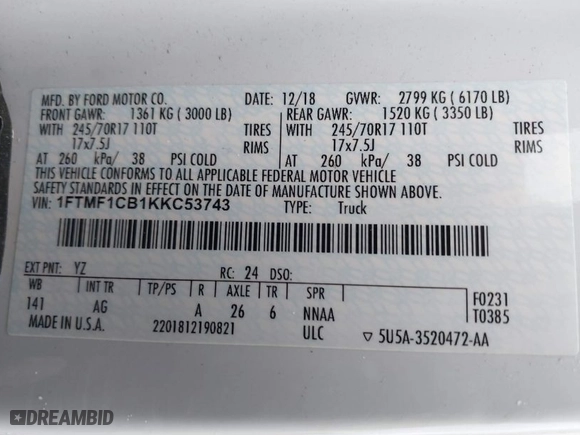 MFD. BY FORD MOTOR CO. DATE: 12/18 GVWR: 2799 KG ( 6170 LB)
FRONT GAWR: 1361 KG ( 3000 LB) REAR GAWR: 1520 KG ( 3350 LB)
WITH 245/70R17 110T TIRES WITH 245/70R17 110T TIRES
17x7.5J RIMS 17x7.5J RIMS
AT 260 kPa/ 38 PSI COLD AT 260 kPa/ 38 PSI COLD
THIS VEHICLE CONFORMS TO ALL APPLICABLE FEDERAL MOTOR VEHICLE
SAFETY STANDARDS IN EFFECT ON THE DATE OF MANUFACTURE SHOWN ABOVE.
VIN: 1FTMF1CB1KKC53743 TYPE: Truck
EXT PNT: YZ RC: 24 DSO:
WB TP/PS R AXLE TR SPR F0231
141 AG A 26 6 NNAA T0385
MADE IN U.S.A. 2201812190821 ULC ▽ 5U5A-3520472-AA
DREAMBID